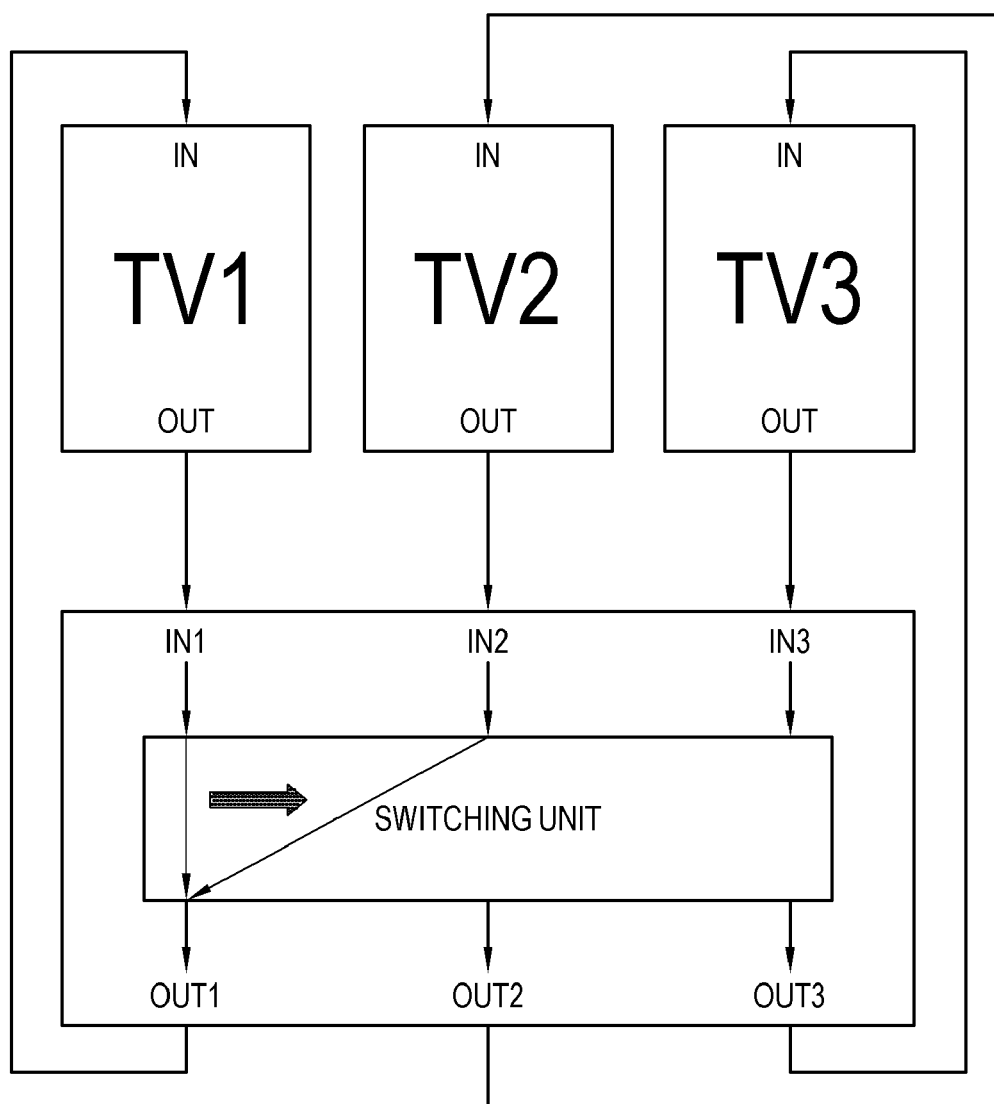 IN IN IN
TV1 TV2 TV3
OUT OUT OUT
IN1 IN2 IN3
SWITCHING UNIT
OUT1 OUT2 OUT3